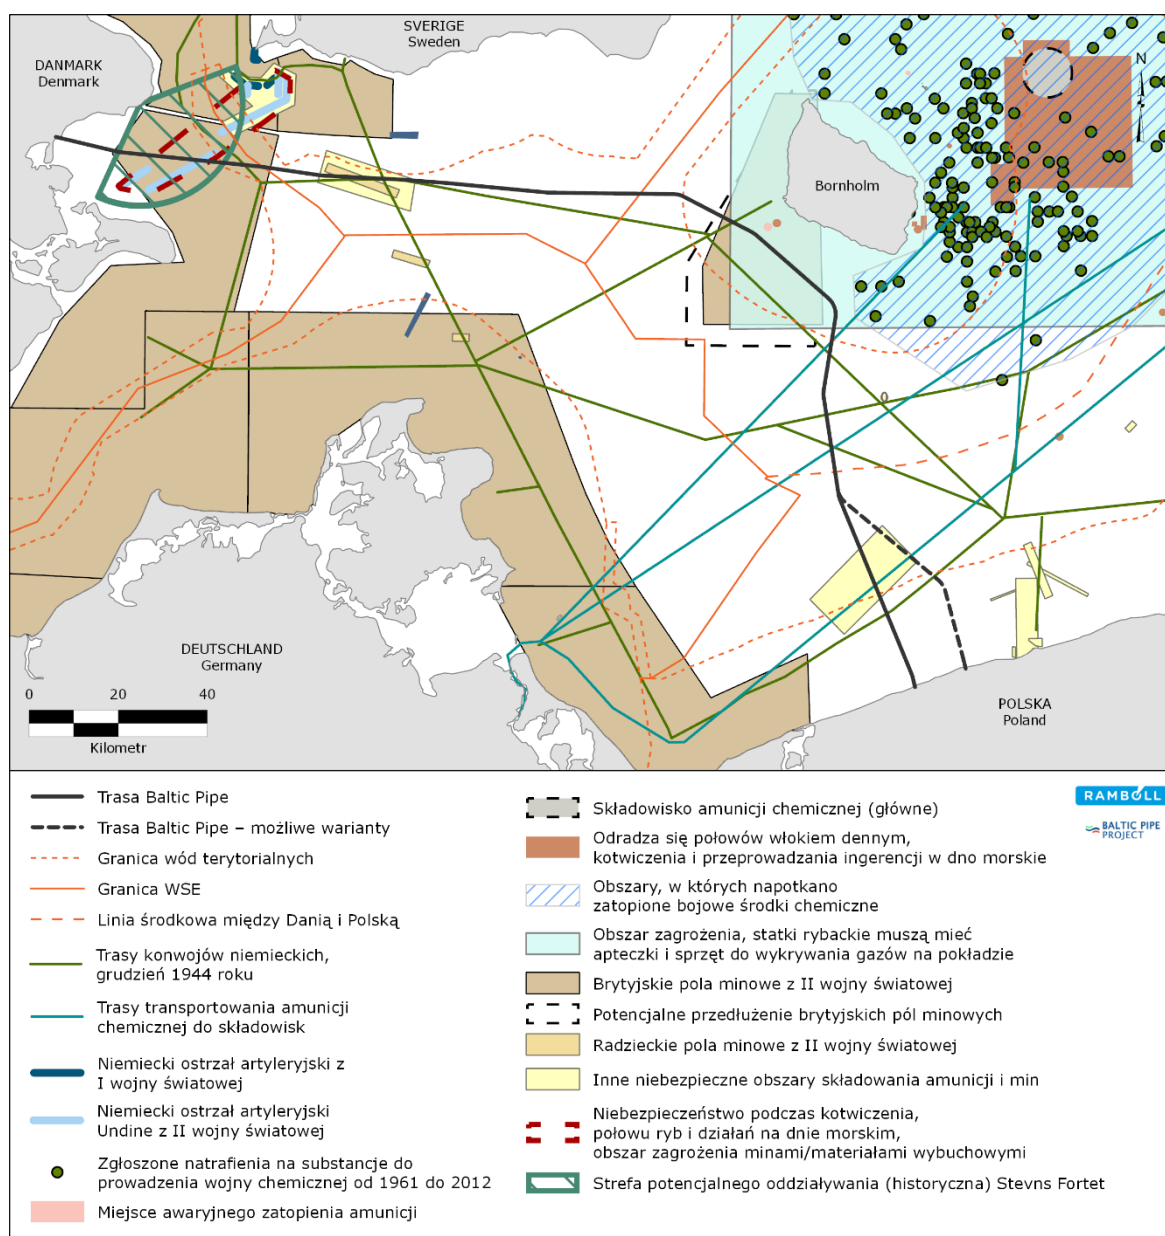 SVERIGE
Sweden
DANMARK
Denmark
N
Bornholm
DEUTSCHLAND
Germany
POLSKA
Poland
0 20 40
Kilometr
Trasa Baltic Pipe
Trasa Baltic Pipe – możliwe warianty
Granica wód terytorialnych
Granica WSE
Linia środkowa między Danią i Polską
Trasy konwojów niemieckich,
grudzień 1944 roku
Trasy transportowania amunicji
chemicznej do składowisk
Niemiecki ostrzał artyleryjski z
I wojny światowej
Niemiecki ostrzał artyleryjski
Undine z II wojny światowej
Zgłoszone natrafienia na substancje do
prowadzenia wojny chemicznej od 1961 do 2012
Miejsce awaryjnego zatopienia amunicji
Składowisko amunicji chemicznej (główne)
Odradza się połowów włokiem dennym,
kotwiczenia i przeprowadzania ingerencji w dno morskie
Obszary, w których napotkano
zatopione bojowe środki chemiczne
Obszar zagrożenia, statki rybackie muszą mieć
apteczki i sprzęt do wykrywania gazów na pokładzie
Brytyjskie pola minowe z II wojny światowej
Potencjalne przedłużenie brytyjskich pól minowych
Radzieckie pola minowe z II wojny światowej
Inne niebezpieczne obszary składowania amunicji i min
Niebezpieczeństwo podczas kotwiczenia,
połowu ryb i działań na dnie morskim,
obszar zagrożenia minami/materiałami wybuchowymi
Strefa potencjalnego oddziaływania (historyczna) Stevns Fortet
RAMBOLL
BALTIC PIPE
PROJECT